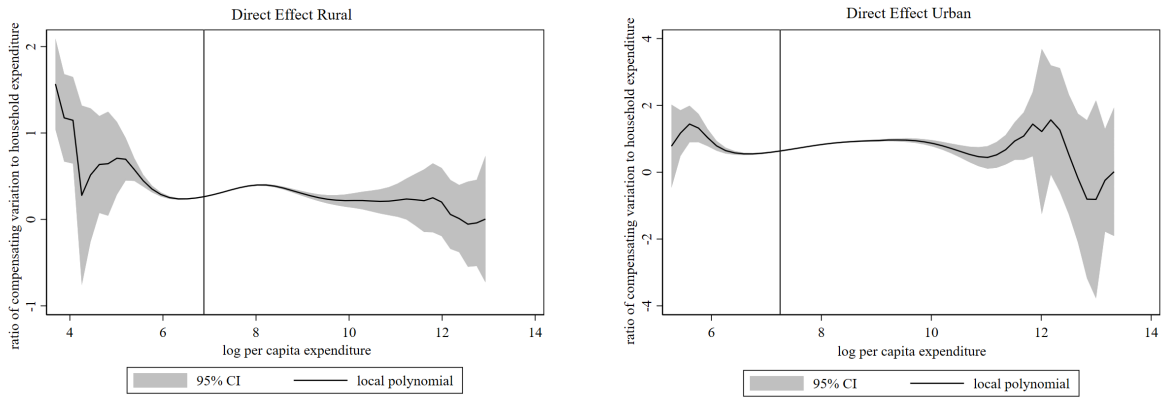 Direct Effect Rural
ratio of compensating variation to household expenditure
2
1
0
-1
4 6 8 10 12 14
log per capita expenditure
95% CI local polynomial
Direct Effect Urban
ratio of compensating variation to household expenditure
4
2
0
-2
-4
6 8 10 12 14
log per capita expenditure
95% CI local polynomial